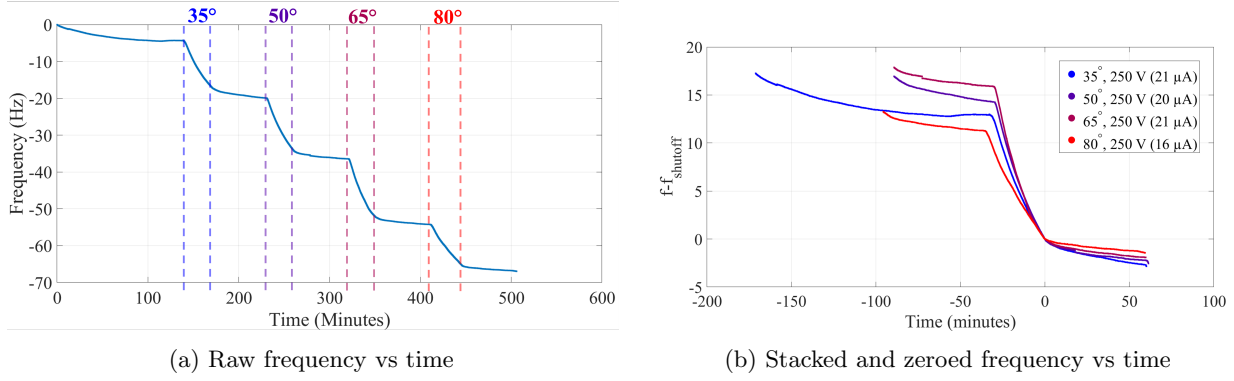 35° 50° 65° 80°
0
-10
-20
-30
-40
-50
-60
-70
Frequency (Hz)
0 100 200 300 400 500 600
Time (Minutes)
(a) Raw frequency vs time
20
15
10
5
0
-5
f-f_shutoff
-200 -150 -100 -50 0 50 100
Time (minutes)
35°, 250 V (21 μA)
50°, 250 V (20 μA)
65°, 250 V (21 μA)
80°, 250 V (16 μA)
(b) Stacked and zeroed frequency vs time